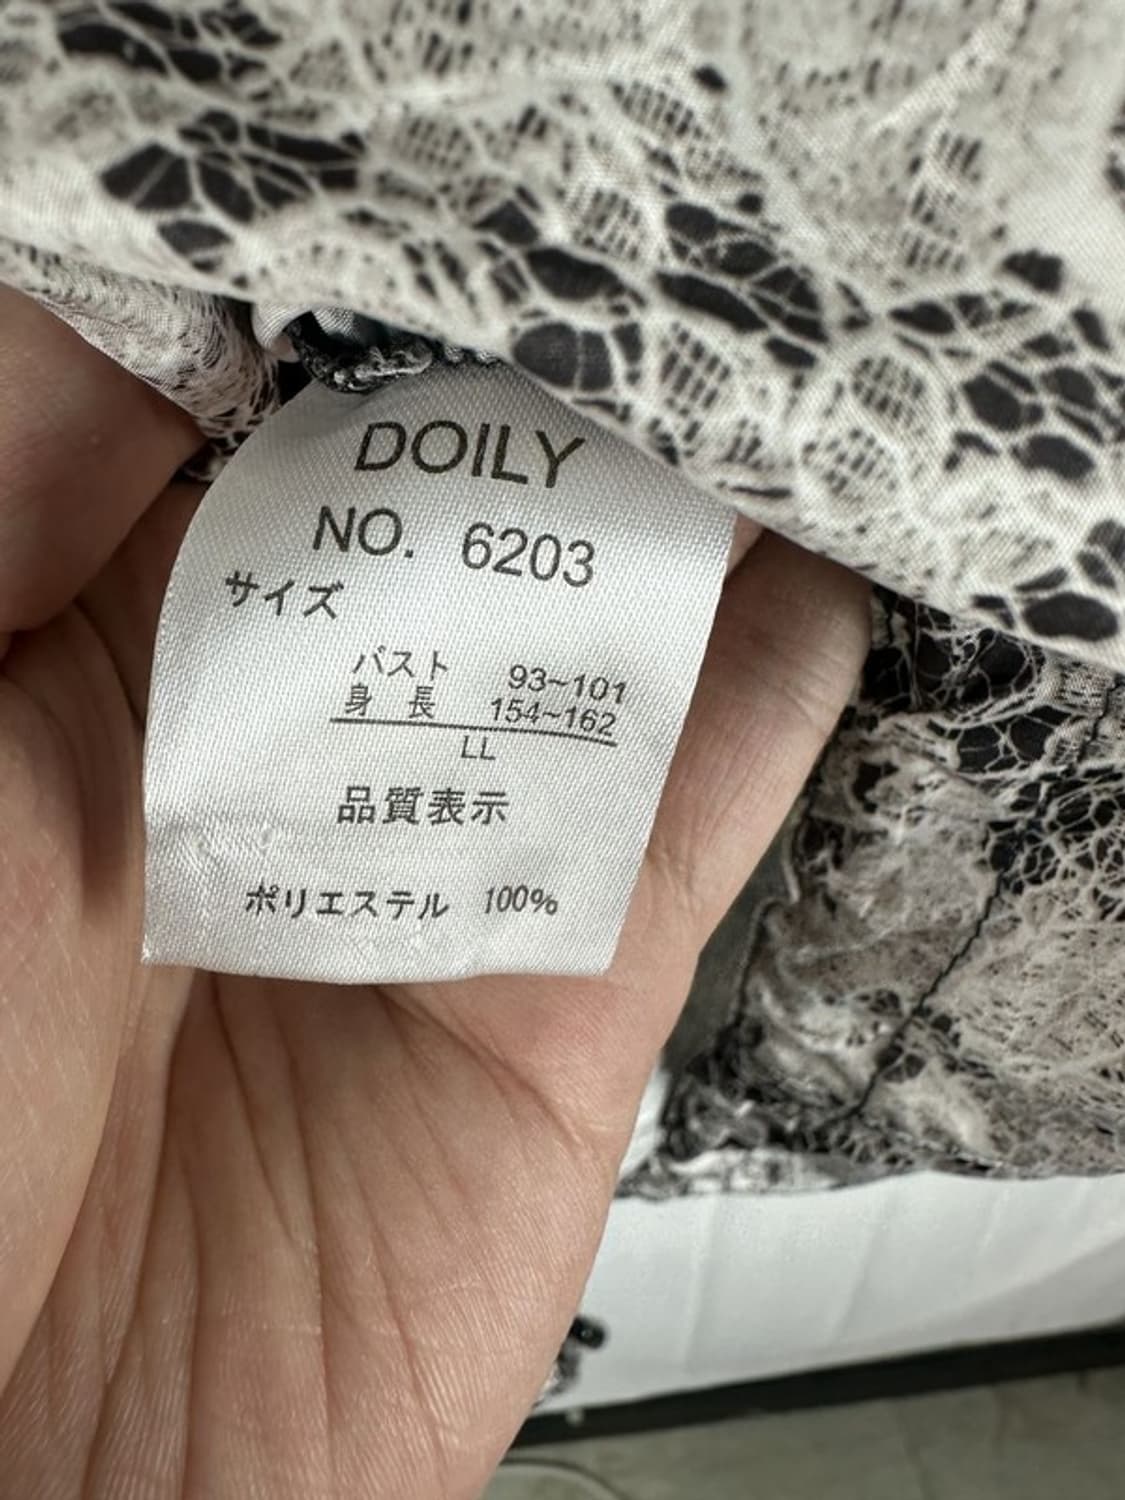 DOILY
NO. 6203
サイズ
バスト 93~101
身長 154~162
LL
品質表示
ポリエステル 100%